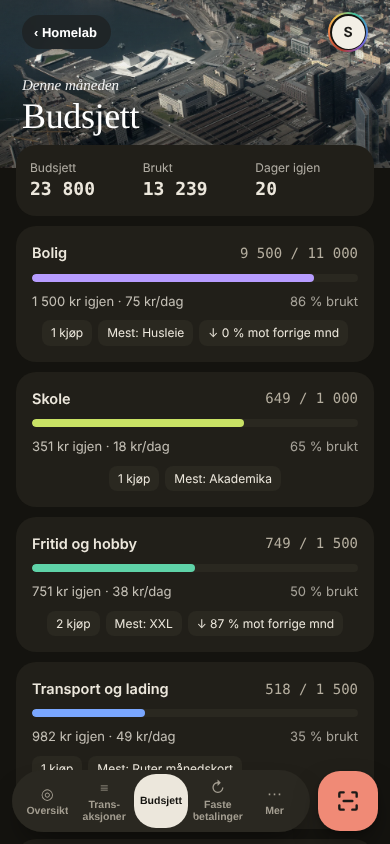 ‹ Homelab
S
Denne måneden
Budsjett
Budsjett Brukt Dager igjen
23 800 13 239 20
Bolig 9 500 / 11 000
1 500 kr igjen · 75 kr/dag 86 % brukt
1 kjøp Mest: Husleie ↓ 0 % mot forrige mnd
Skole 649 / 1 000
351 kr igjen · 18 kr/dag 65 % brukt
1 kjøp Mest: Akademika
Fritid og hobby 749 / 1 500
751 kr igjen · 38 kr/dag 50 % brukt
2 kjøp Mest: XXL ↓ 87 % mot forrige mnd
Transport og lading 518 / 1 500
982 kr igjen · 49 kr/dag 35 % brukt
1 kjøp Mest: Ruter månedskort
Oversikt
Trans-
aksjoner
Budsjett
Faste
betalinger
Mer